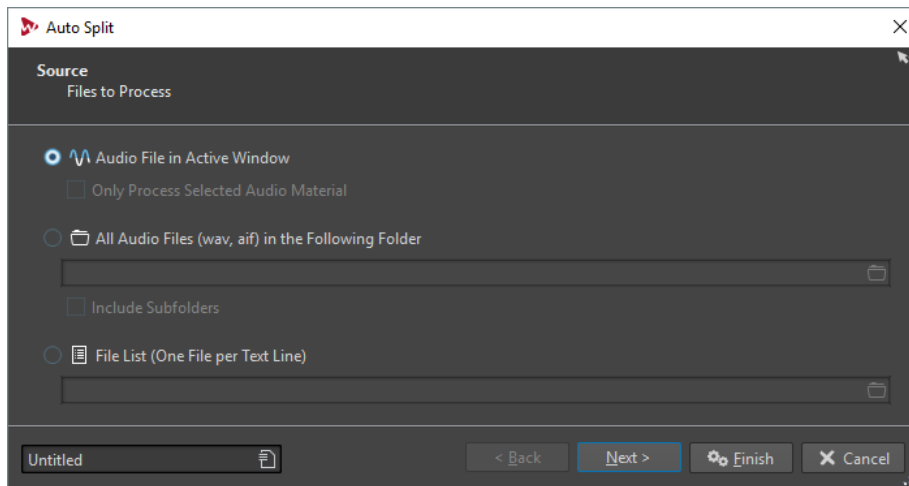 Auto Split
Source
Files to Process
Audio File in Active Window
Only Process Selected Audio Material
All Audio Files (wav, aif) in the Following Folder
Include Subfolders
File List (One File per Text Line)
Untitled < Back Next > Finish Cancel